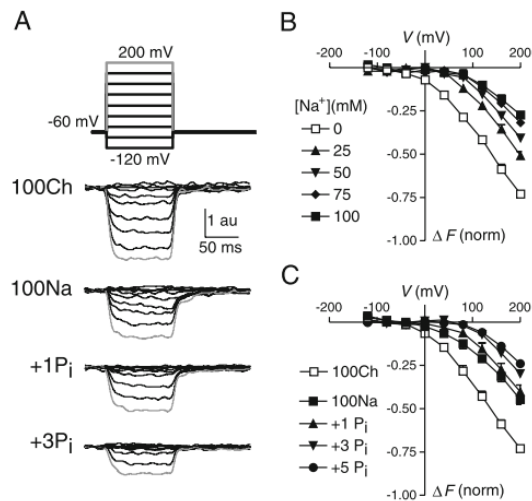 A
200 mV
-60 mV
-120 mV
100Ch
1 au
50 ms
100Na
+1Pi
+3Pi
B
V (mV)
-200 -100 0 100 200
[Na+](mM)
0
25
50
75
100
-0.25
-0.50
-0.75
-1.00
Δ F (norm)
C
V (mV)
-200 -100 0 100 200
100Ch
100Na
+1 Pi
+3 Pi
+5 Pi
-0.25
-0.50
-0.75
-1.00
Δ F (norm)